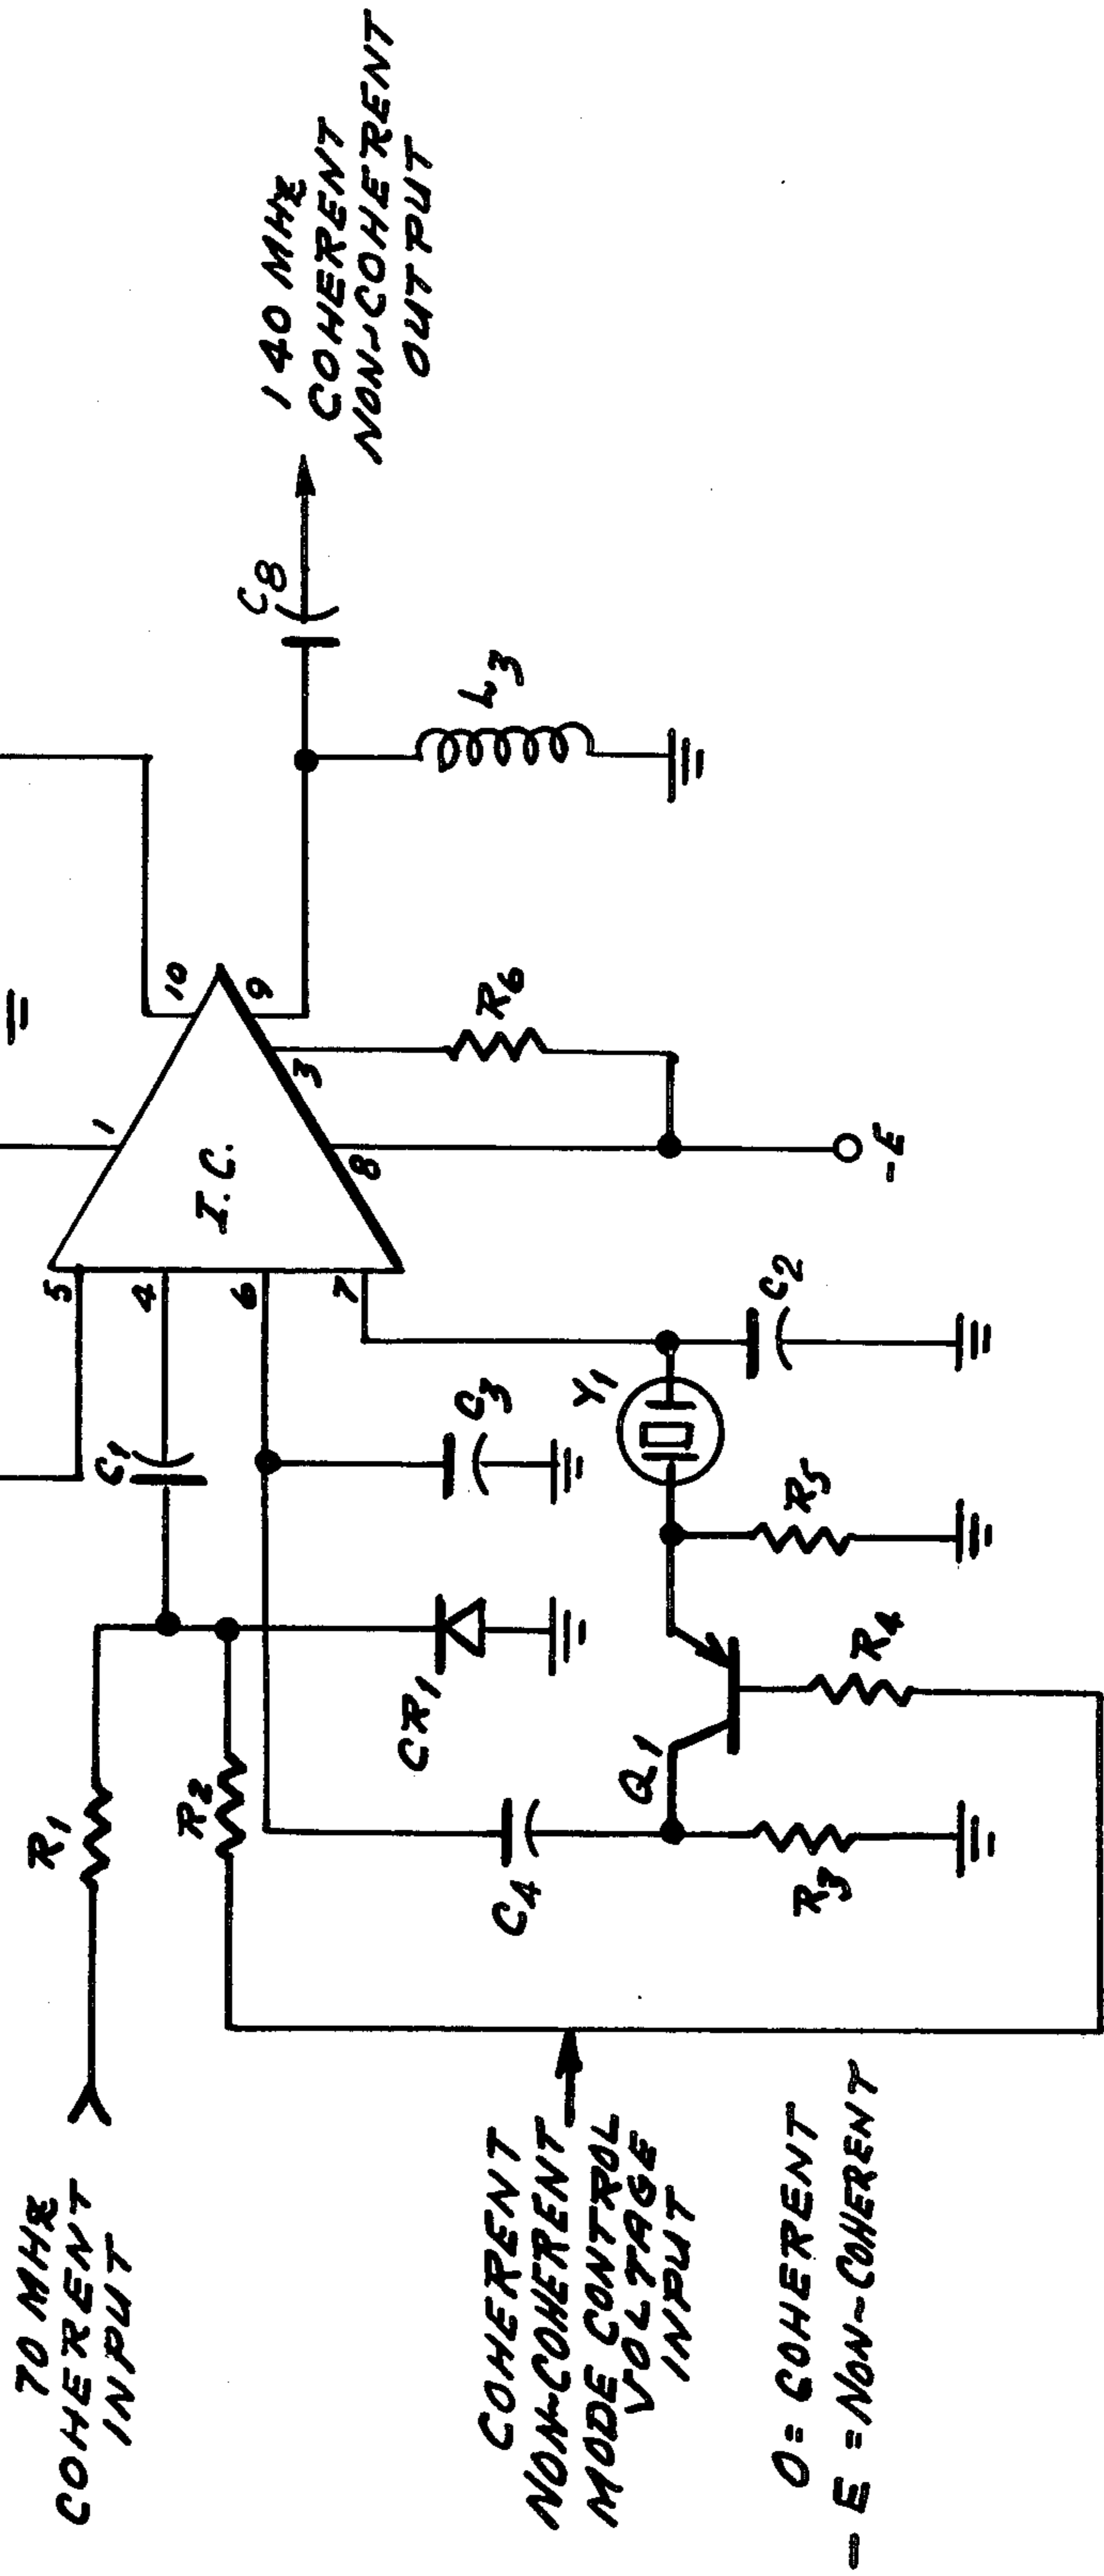 70 MHz
COHERENT
INPUT
R1
R2
C1
5
4
6
7
1
10
9
3
8
I.C.
C8
140 MHz
COHERENT
NON-COHERENT
OUTPUT
L3
R6
-E
C3
CR1
C4
Q1
Y1
C2
R5
R4
R3
COHERENT
NON-COHERENT
MODE CONTROL
VOLTAGE
INPUT
O = COHERENT
-E = NON-COHERENT